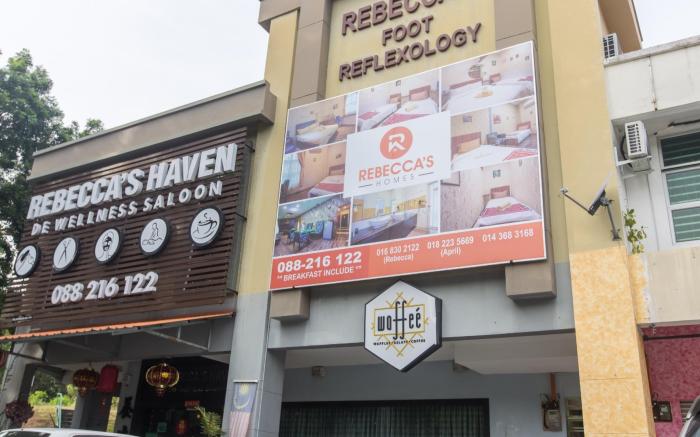 REBECCA'S
FOOT
REFLEXOLOGY
REBECCA'S HAVEN
DE WELLNESS SALOON
088 216 122
R
REBECCA'S
HOMES
088-216 122
** BREAKFAST INCLUDE **
016 830 2122
(Rebecca)
018 223 5669
(April)
014 368 3168
woffeé
WAFFLES • GELATO • COFFEE